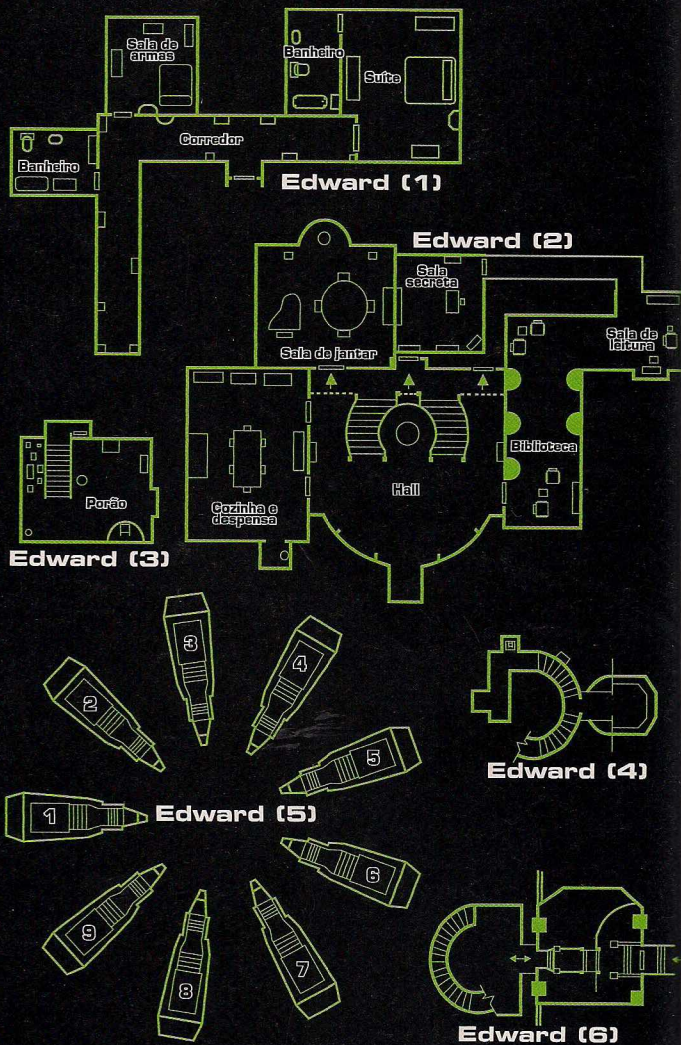 Sala de
armas
Banheiro
Suíte
Corredor
Banheiro
Edward (1)
Edward (2)
Sala
secreta
Sala de jantar
Sala de
leitura
Biblioteca
Porão
Cozinha e
despensa
Hall
Edward (3)
3
4
2
5
Edward (4)
1
Edward (5)
6
9
7
8
Edward (6)